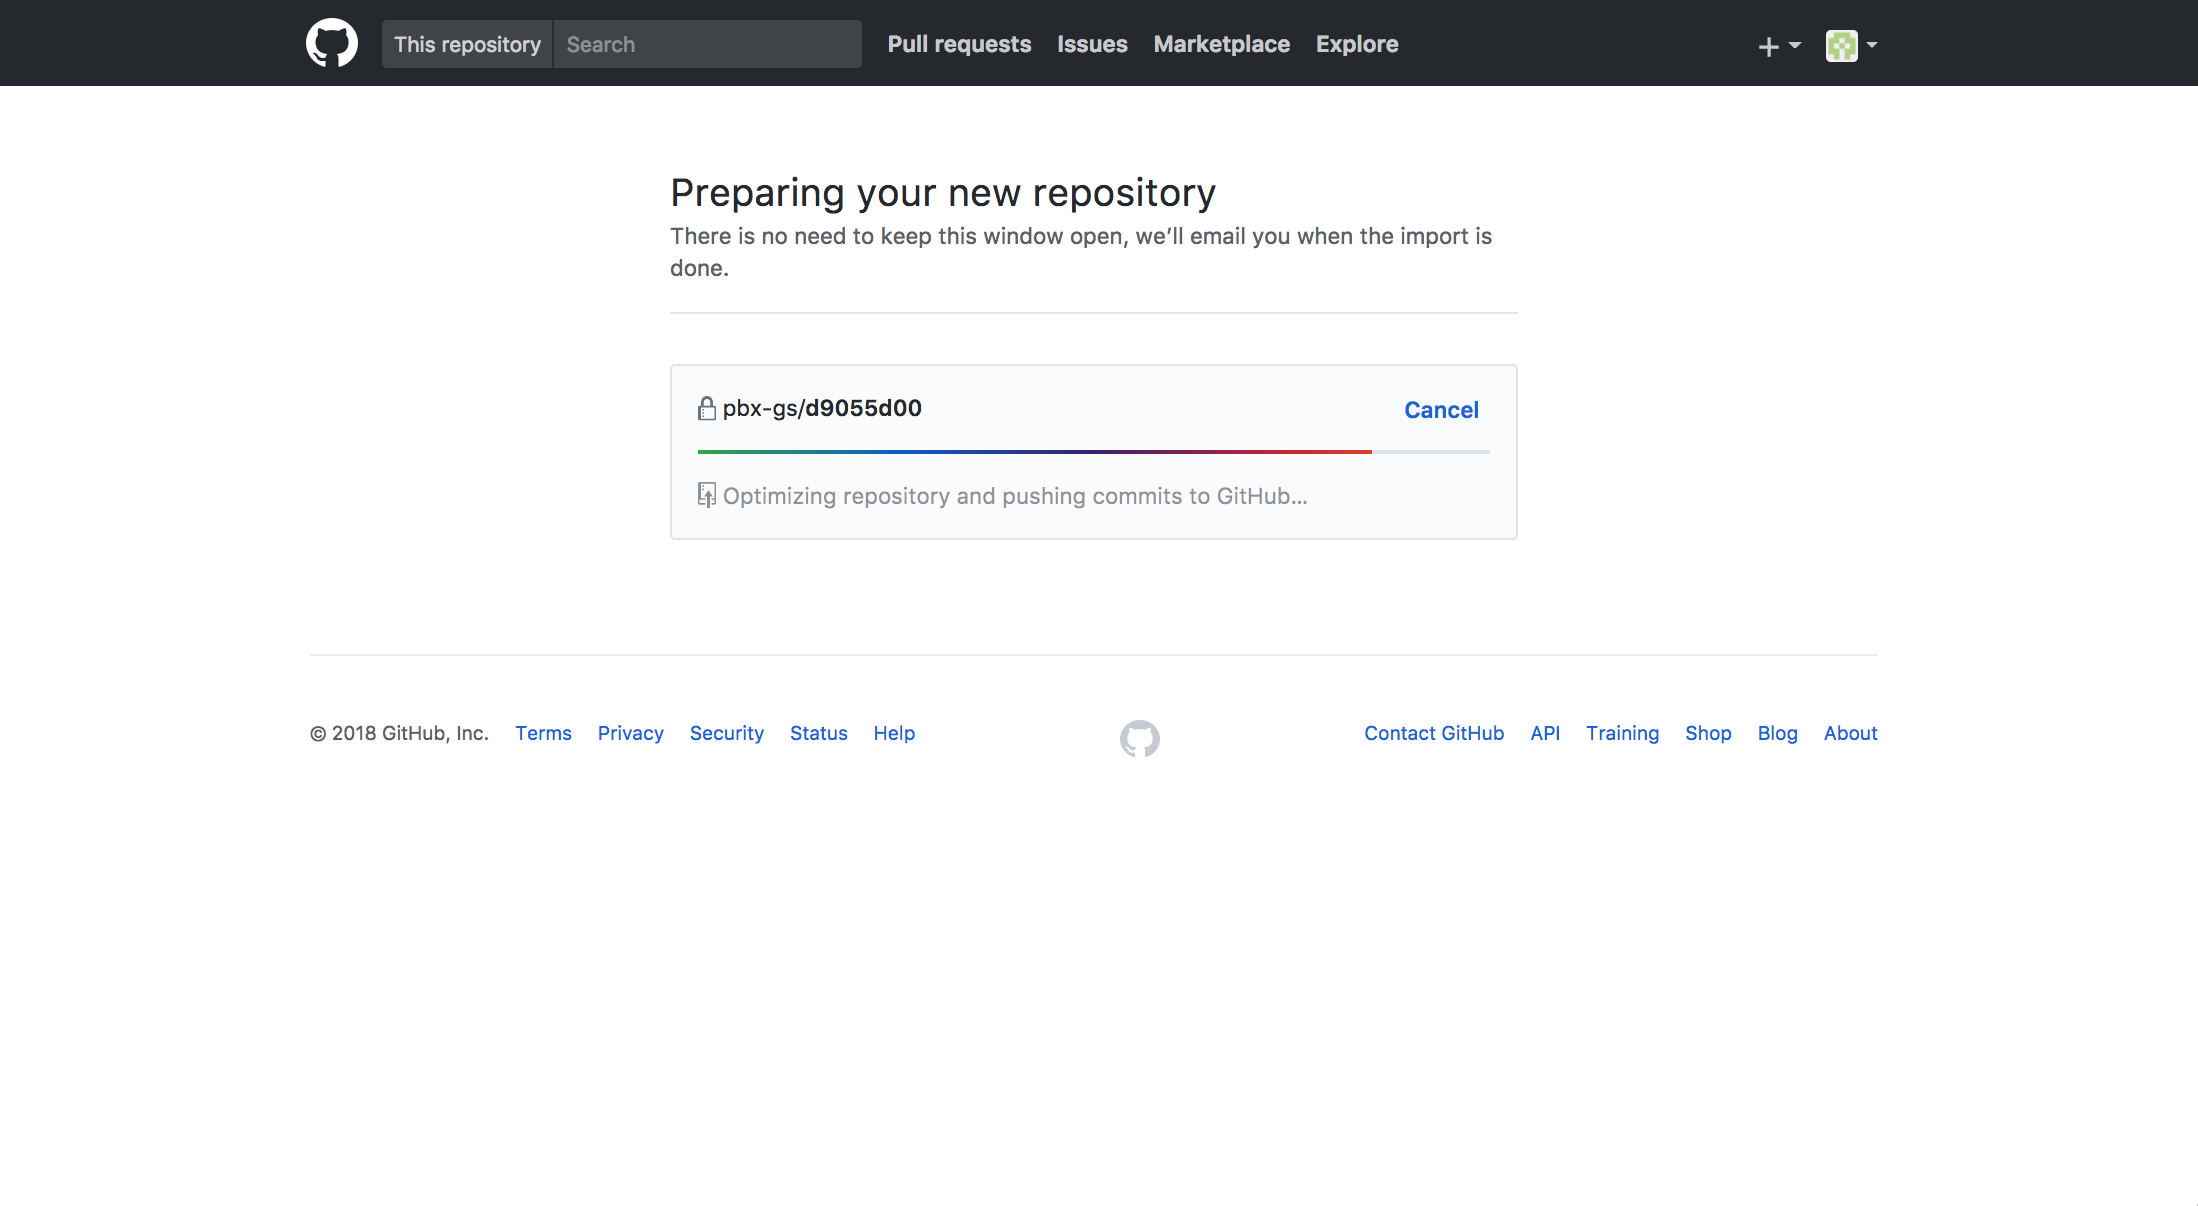 This repository Search Pull requests Issues Marketplace Explore
Preparing your new repository
There is no need to keep this window open, we’ll email you when the import is
done.
pbx-gs/d9055d00 Cancel
Optimizing repository and pushing commits to GitHub...
© 2018 GitHub, Inc. Terms Privacy Security Status Help Contact GitHub API Training Shop Blog About